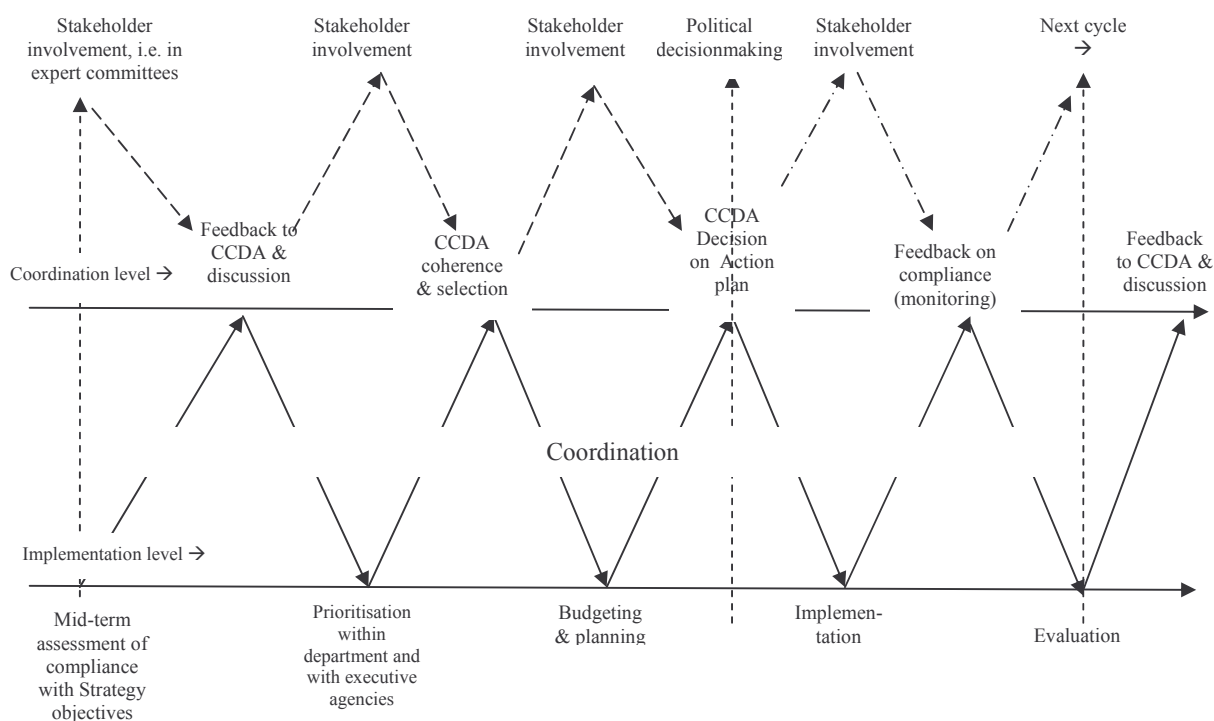 Stakeholder
involvement, i.e. in
expert committees
Stakeholder
involvement
Stakeholder
involvement
Political
decisionmaking
Stakeholder
involvement
Next cycle
→
Coordination level →
Feedback to
CCDA &
discussion
CCDA
coherence
& selection
CCDA
Decision
on Action
plan
Feedback on
compliance
(monitoring)
Feedback
to CCDA &
discussion
Coordination
Implementation level →
Mid-term
assessment of
compliance
with Strategy
objectives
Prioritisation
within
department and
with executive
agencies
Budgeting
& planning
Implemen-
tation
Evaluation